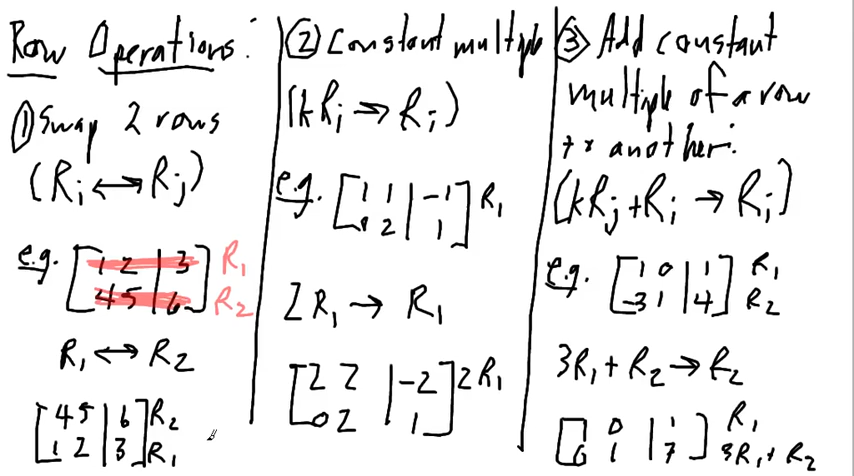 Row Operations:
① Swap 2 rows
(Ri ↔ Rj)
e.g. [1 2 | 3] R1
[4 5 | 6] R2
R1 ↔ R2
[4 5 | 6] R2
[1 2 | 3] R1
② Constant multiple
(kRi → Ri)
e.g. [1 1 | -1] R1
[0 2 | 1]
2R1 → R1
[2 2 | -2] 2R1
[0 2 | 1]
③ Add constant
multiple of a row
to another:
(kRj + Ri → Ri)
e.g. [1 0 | 1] R1
[-3 1 | 4] R2
3R1 + R2 → R2
[1 0 | 1] R1
[0 1 | 7] 3R1 + R2